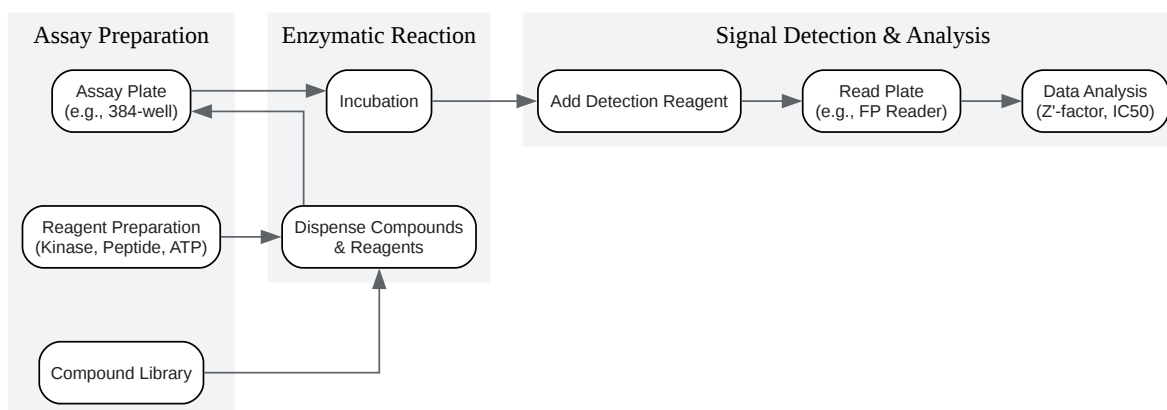 Assay Preparation
Enzymatic Reaction
Signal Detection & Analysis
Assay Plate
(e.g., 384-well)
Incubation
Add Detection Reagent
Read Plate
(e.g., FP Reader)
Data Analysis
(Z'-factor, IC50)
Reagent Preparation
(Kinase, Peptide, ATP)
Dispense Compounds
& Reagents
Compound Library